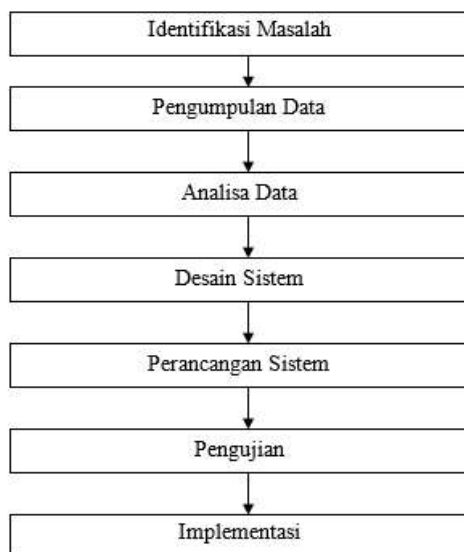 Identifikasi Masalah
Pengumpulan Data
Analisa Data
Desain Sistem
Perancangan Sistem
Pengujian
Implementasi